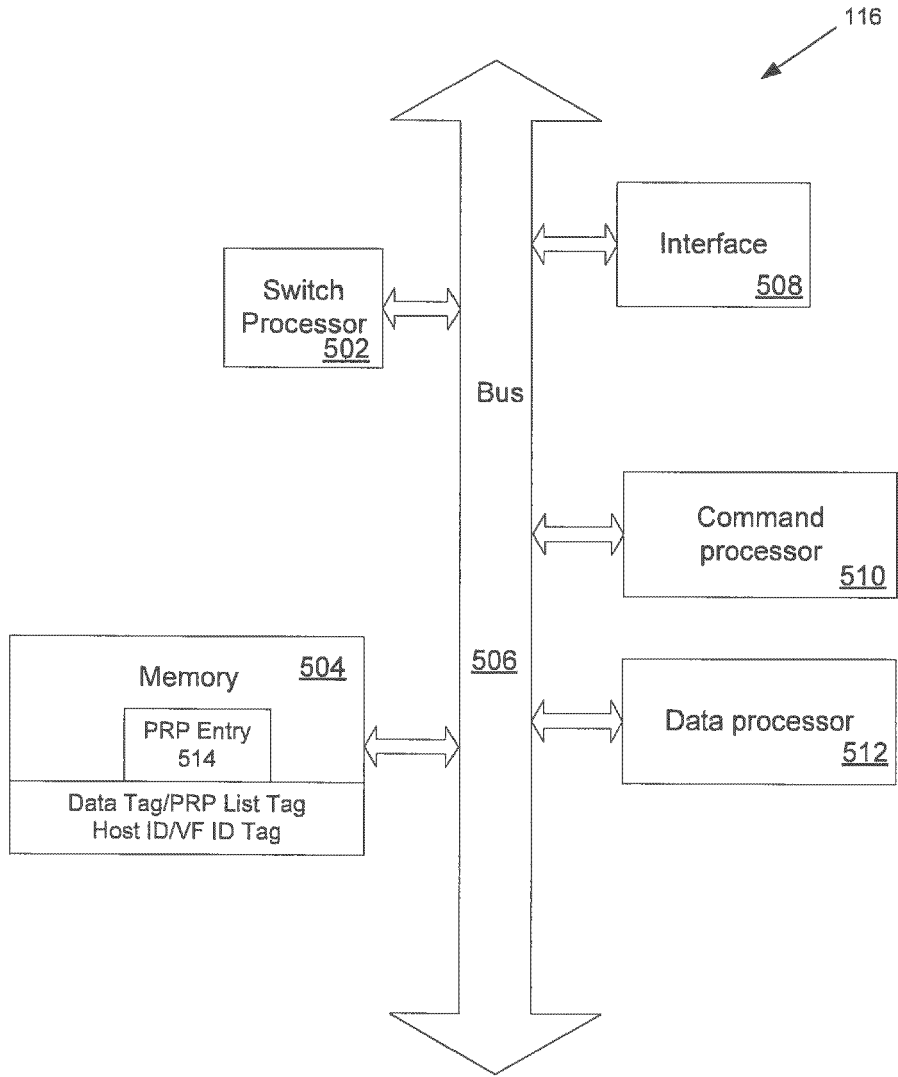 116
Interface
508
Switch
Processor
502
Bus
Command
processor
510
Memory
504
506
PRP Entry
514
Data processor
512
Data Tag/PRP List Tag
Host ID/VF ID Tag